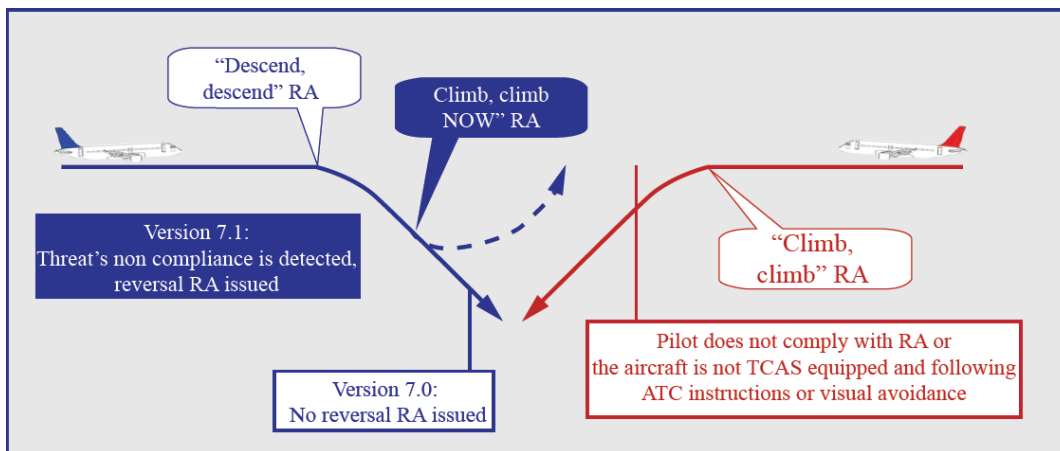 “Descend,
descend” RA
Climb, climb
NOW” RA
Version 7.1:
Threat’s non compliance is detected,
reversal RA issued
“Climb,
climb” RA
Version 7.0:
No reversal RA issued
Pilot does not comply with RA or
the aircraft is not TCAS equipped and following
ATC instructions or visual avoidance